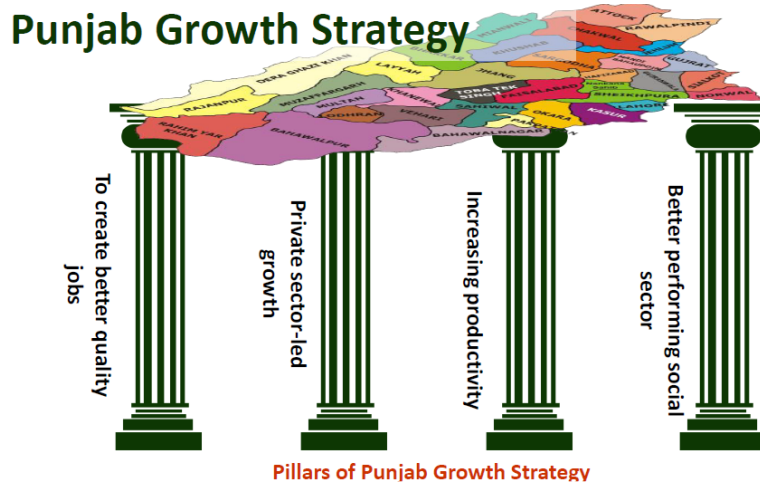 Punjab Growth Strategy
ATTOCK
RAWALPINDI
MIANWALI
CHAKWAL
BHAKKAR
KHUSHAB
SARGODHA
GUJRAT
DERA GHAZI KHAN
LAYYAH
JHANG
SIALKOT
TOBA TEK
SINGH
FAISALABAD
SHEIKHUPURA
RAJANPUR
MUZAFFARGARH
MULTAN
KHANEWAL
SAHIWAL
OKARA
KASUR
LAHORE
LODHRAN
VEHARI
RAHIM YAR
KHAN
BAHAWALPUR
BAHAWALNAGAR
To create better quality
jobs
Private sector-led
growth
Increasing productivity
Better performing social
sector
Pillars of Punjab Growth Strategy